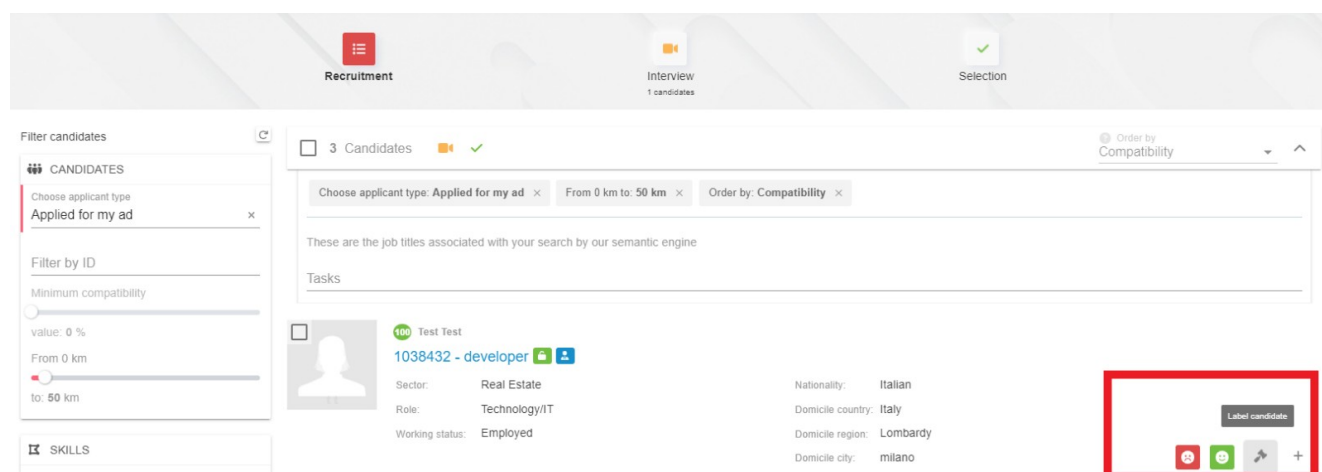 Recruitment
Interview
1 candidates
Selection
Filter candidates
CANDIDATES
Choose applicant type
Applied for my ad ×
Filter by ID
Minimum compatibility
value: 0 %
From 0 km
to: 50 km
SKILLS
3 Candidates
Order by
Compatibility
Choose applicant type: Applied for my ad × From 0 km to: 50 km × Order by: Compatibility ×
These are the job titles associated with your search by our semantic engine
Tasks
100 Test Test
1038432 - developer
Sector: Real Estate
Role: Technology/IT
Working status: Employed
Nationality: Italian
Domicile country: Italy
Domicile region: Lombardy
Domicile city: milano
Label candidate
+